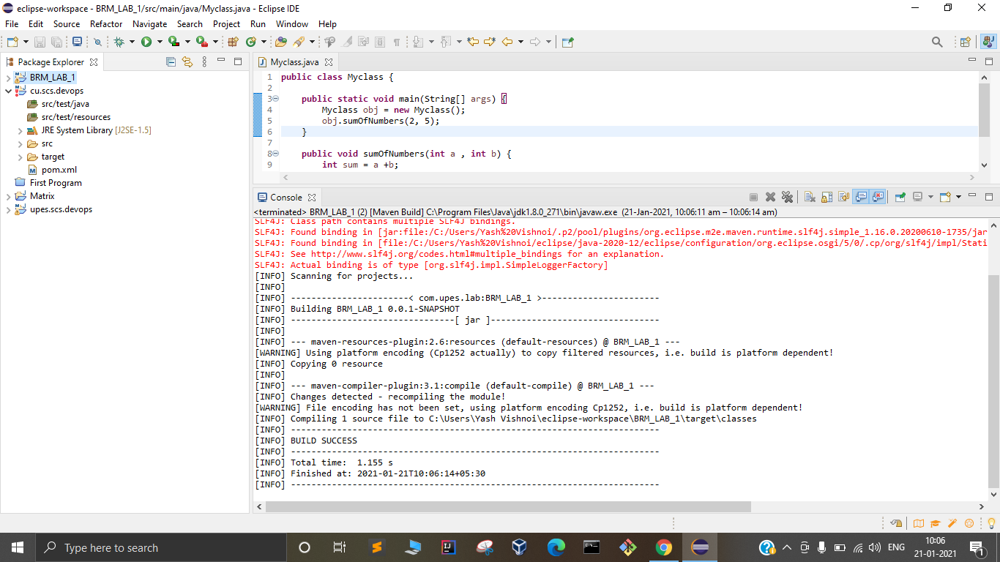 eclipse-workspace - BRM_LAB_1/src/main/java/Myclass.java - Eclipse IDE
File Edit Source Refactor Navigate Search Project Run Window Help
Package Explorer
BRM_LAB_1
cu.scs.devops
src/test/java
src/test/resources
JRE System Library [J2SE-1.5]
src
target
pom.xml
First Program
Matrix
upes.scs.devops
Myclass.java
1 public class Myclass {
2
3 public static void main(String[] args) {
4 Myclass obj = new Myclass();
5 obj.sumOfNumbers(2, 5);
6 }
7
8 public void sumOfNumbers(int a , int b) {
9 int sum = a +b;
Console
<terminated> BRM_LAB_1 (2) [Maven Build] C:\Program Files\Java\jdk1.8.0_271\bin\javaw.exe (21-Jan-2021, 10:06:11 am – 10:06:14 am)
SLF4J: Class path contains multiple SLF4J bindings.
SLF4J: Found binding in [jar:file:/C:/Users/Yash%20Vishnoi/.p2/pool/plugins/org.eclipse.m2e.maven.runtime.slf4j.simple_1.16.0.20200610-1735/jar
SLF4J: Found binding in [file:/C:/Users/Yash%20Vishnoi/eclipse/java-2020-12/eclipse/configuration/org.eclipse.osgi/5/0/.cp/org/slf4j/impl/Stati
SLF4J: See http://www.slf4j.org/codes.html#multiple_bindings for an explanation.
SLF4J: Actual binding is of type [org.slf4j.impl.SimpleLoggerFactory]
[INFO] Scanning for projects...
[INFO]
[INFO] -----------------------< com.upes.lab:BRM_LAB_1 >-----------------------
[INFO] Building BRM_LAB_1 0.0.1-SNAPSHOT
[INFO] --------------------------------[ jar ]---------------------------------
[INFO]
[INFO] --- maven-resources-plugin:2.6:resources (default-resources) @ BRM_LAB_1 ---
[WARNING] Using platform encoding (Cp1252 actually) to copy filtered resources, i.e. build is platform dependent!
[INFO] Copying 0 resource
[INFO]
[INFO] --- maven-compiler-plugin:3.1:compile (default-compile) @ BRM_LAB_1 ---
[INFO] Changes detected - recompiling the module!
[WARNING] File encoding has not been set, using platform encoding Cp1252, i.e. build is platform dependent!
[INFO] Compiling 1 source file to C:\Users\Yash Vishnoi\eclipse-workspace\BRM_LAB_1\target\classes
[INFO] ------------------------------------------------------------------------
[INFO] BUILD SUCCESS
[INFO] ------------------------------------------------------------------------
[INFO] Total time:  1.155 s
[INFO] Finished at: 2021-01-21T10:06:14+05:30
[INFO] ------------------------------------------------------------------------
Type here to search
ENG
10:06
21-01-2021
1